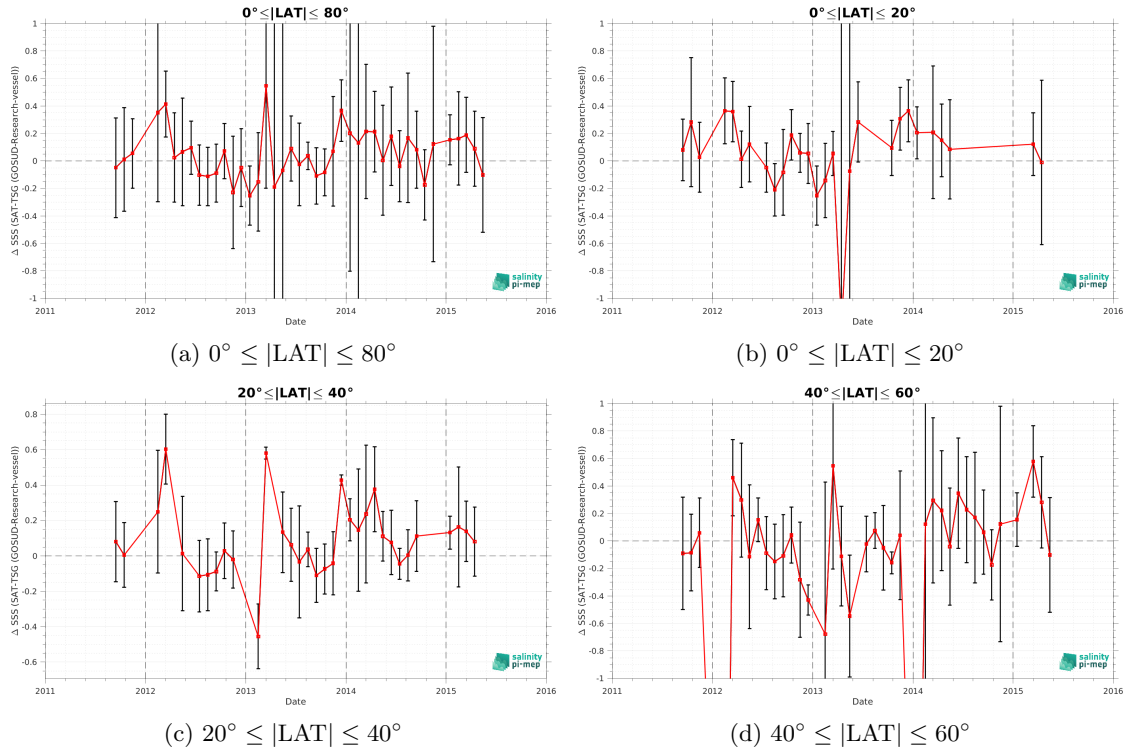 0°≤|LAT|≤ 80°
Δ SSS (SAT-TSG (GOSUD-Research-vessel))
1
0.8
0.6
0.4
0.2
0
-0.2
-0.4
-0.6
-0.8
-1
2011
2012
2013
2014
2015
2016
Date
salinity
pi-mep
(a) 0° ≤ |LAT| ≤ 80°
0°≤|LAT|≤ 20°
Δ SSS (SAT-TSG (GOSUD-Research-vessel))
1
0.8
0.6
0.4
0.2
0
-0.2
-0.4
-0.6
-0.8
-1
2011
2012
2013
2014
2015
2016
Date
salinity
pi-mep
(b) 0° ≤ |LAT| ≤ 20°
20°≤|LAT|≤ 40°
Δ SSS (SAT-TSG (GOSUD-Research-vessel))
0.8
0.6
0.4
0.2
0
-0.2
-0.4
-0.6
2011
2012
2013
2014
2015
2016
Date
salinity
pi-mep
(c) 20° ≤ |LAT| ≤ 40°
40°≤|LAT|≤ 60°
Δ SSS (SAT-TSG (GOSUD-Research-vessel))
1
0.8
0.6
0.4
0.2
0
-0.2
-0.4
-0.6
-0.8
-1
2011
2012
2013
2014
2015
2016
Date
salinity
pi-mep
(d) 40° ≤ |LAT| ≤ 60°